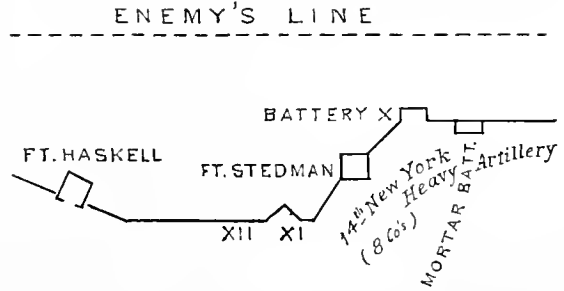 ENEMY'S LINE
BATTERY X
FT. HASKELL
FT. STEDMAN
14th New York
Heavy Artillery
(8 Co's)
MORTAR BATT.
XII
XI